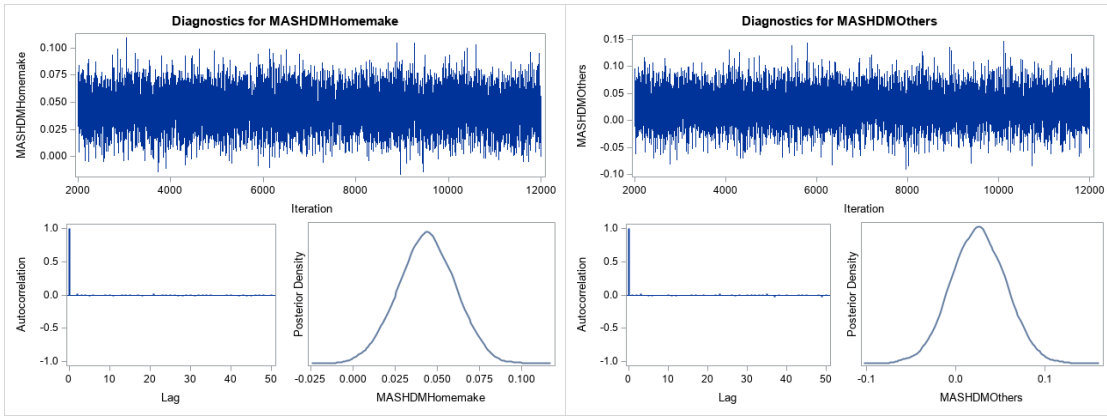 Diagnostics for MASHDMHomemake
MASHDMHomemake
0.100
0.075
0.050
0.025
0.000
2000 4000 6000 8000 10000 12000
Iteration
Autocorrelation
1.0
0.5
0.0
-0.5
-1.0
0 10 20 30 40 50
Lag
Posterior Density
-0.025 0.000 0.025 0.050 0.075 0.100
MASHDMHomemake
Diagnostics for MASHDMOthers
MASHDMOthers
0.15
0.10
0.05
0.00
-0.05
-0.10
2000 4000 6000 8000 10000 12000
Iteration
Autocorrelation
1.0
0.5
0.0
-0.5
-1.0
0 10 20 30 40 50
Lag
Posterior Density
-0.1 0.0 0.1
MASHDMOthers